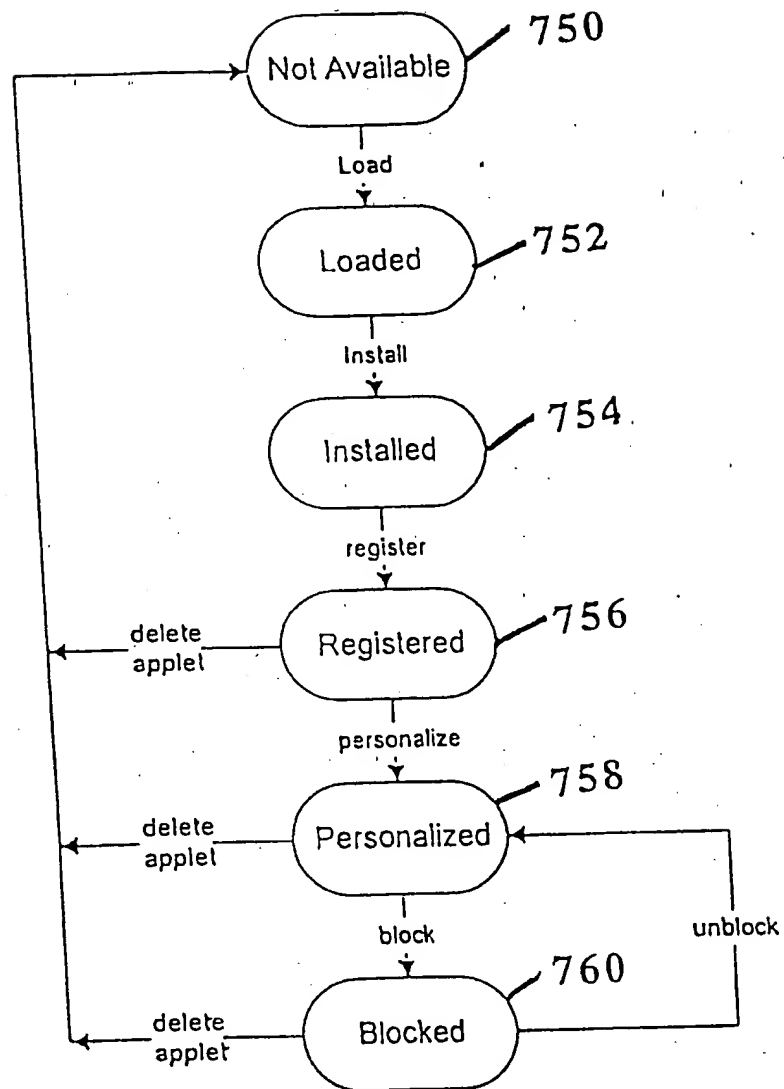 750
Not Available
Load
752
Loaded
Install
754
Installed
register
756
Registered
delete
applet
personalize
758
Personalized
delete
applet
block
unblock
760
Blocked
delete
applet